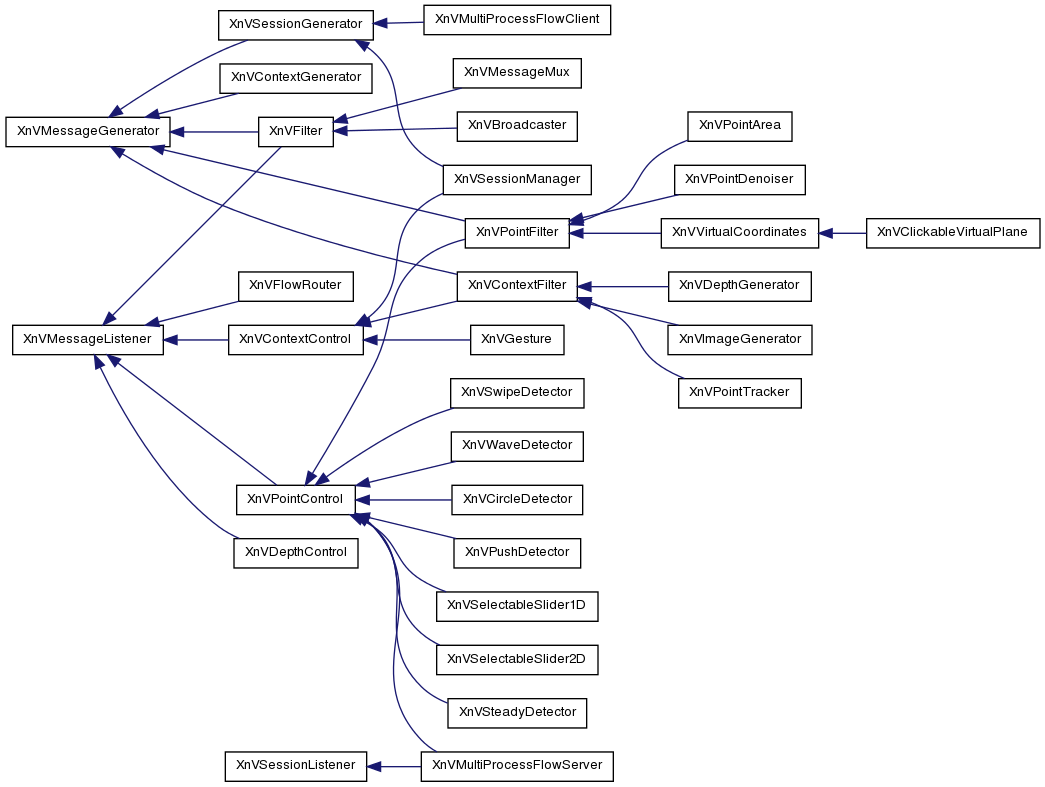 XnVSessionGenerator
XnVMultiProcessFlowClient
XnVContextGenerator
XnVMessageMux
XnVMessageGenerator
XnVFilter
XnVBroadcaster
XnVPointArea
XnVSessionManager
XnVPointDenoiser
XnVPointFilter
XnVVirtualCoordinates
XnVClickableVirtualPlane
XnVFlowRouter
XnVContextFilter
XnVDepthGenerator
XnVMessageListener
XnVContextControl
XnVGesture
XnVImageGenerator
XnVSwipeDetector
XnVPointTracker
XnVWaveDetector
XnVPointControl
XnVCircleDetector
XnVDepthControl
XnVPushDetector
XnVSelectableSlider1D
XnVSelectableSlider2D
XnVSteadyDetector
XnVSessionListener
XnVMultiProcessFlowServer